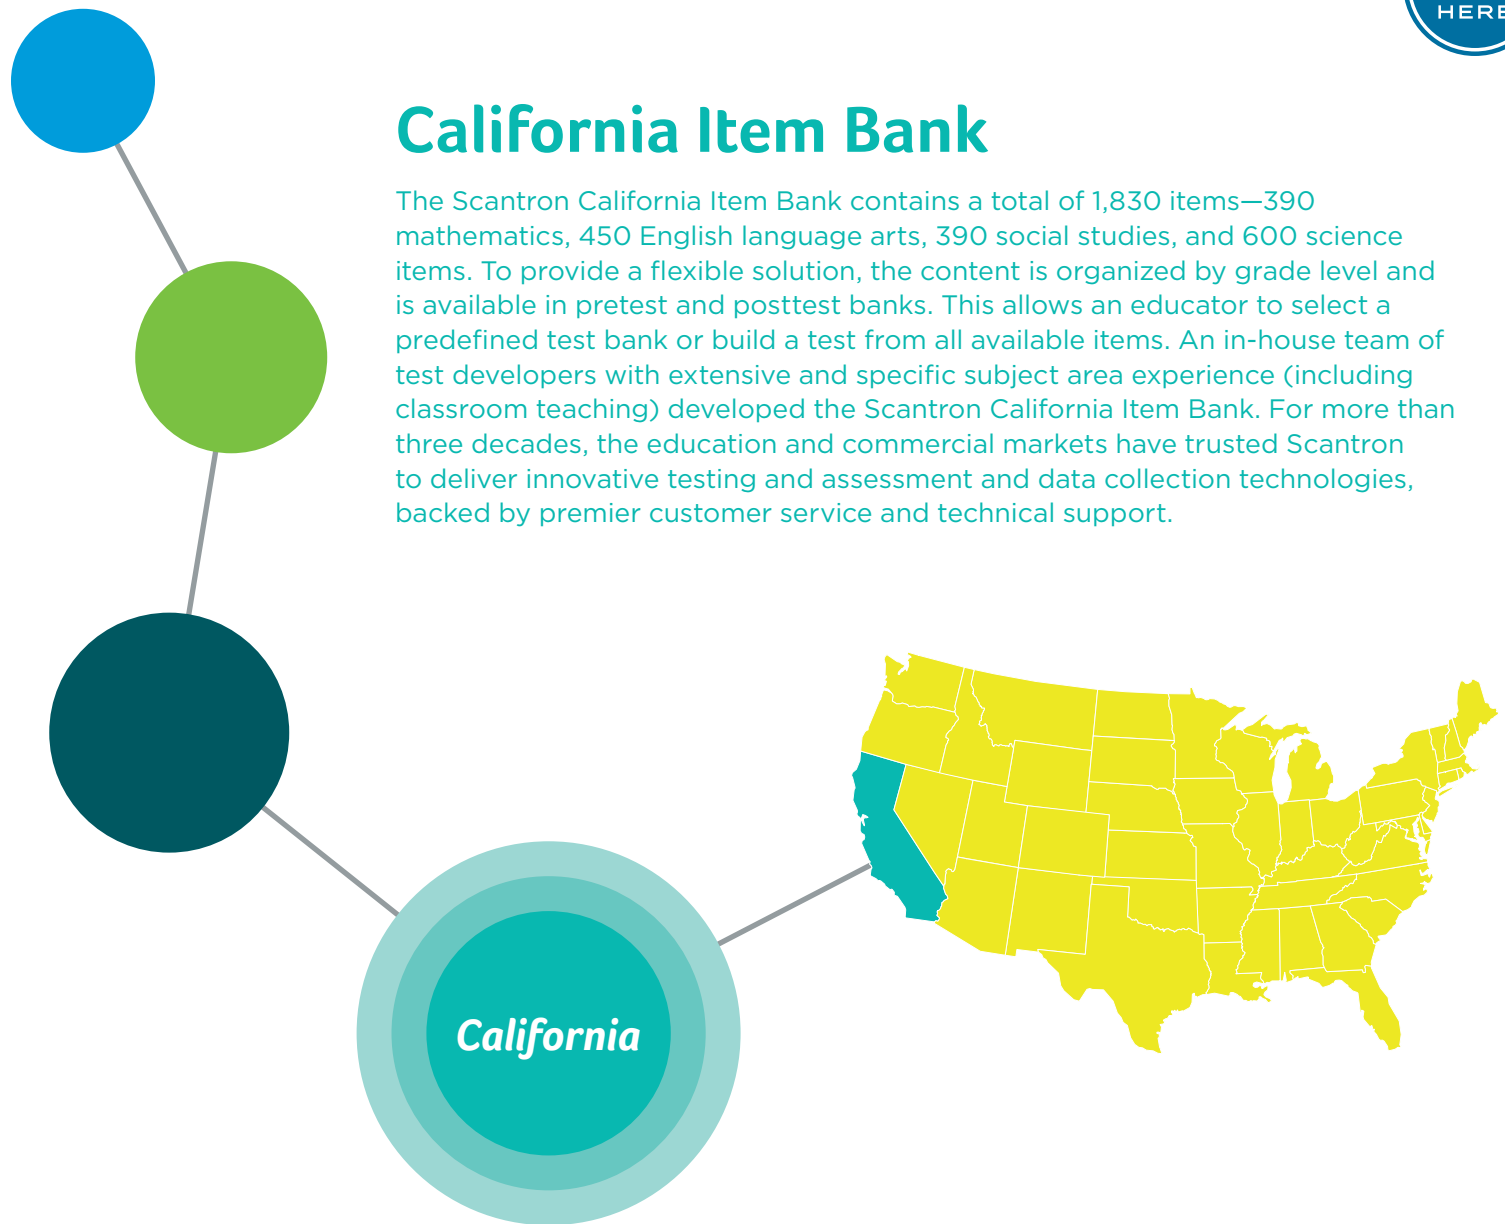 HERE
California Item Bank
The Scantron California Item Bank contains a total of 1,830 items—390
mathematics, 450 English language arts, 390 social studies, and 600 science
items. To provide a flexible solution, the content is organized by grade level and
is available in pretest and posttest banks. This allows an educator to select a
predefined test bank or build a test from all available items. An in-house team of
test developers with extensive and specific subject area experience (including
classroom teaching) developed the Scantron California Item Bank. For more than
three decades, the education and commercial markets have trusted Scantron
to deliver innovative testing and assessment and data collection technologies,
backed by premier customer service and technical support.
California